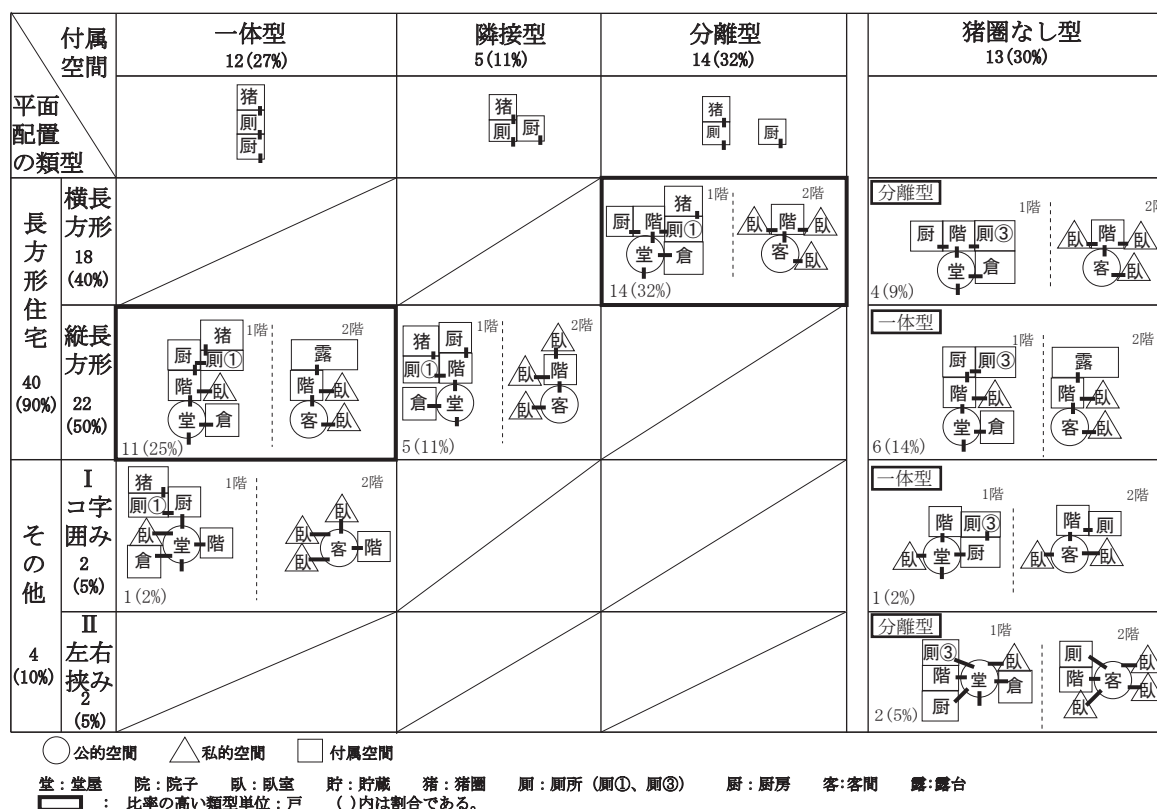 付属
空間
平面
配置
の類型
一体型
12(27%)
隣接型
5(11%)
分離型
14(32%)
猪圏なし型
13(30%)
猪
厠
厨
猪
厠
厨
猪
厠
厨
長方形住宅
40
(90%)
横長
方形
18
(40%)
1階
2階
猪
厨
階
厠①
堂
倉
臥
階
臥
客
臥
14(32%)
分離型
1階
2階
厨
階
厠③
堂
倉
臥
階
臥
客
臥
4(9%)
縦長
方形
22
(50%)
1階
2階
猪
厨
厠①
階
臥
堂
倉
露
階
臥
客
臥
11(25%)
1階
2階
猪
厨
厠①
階
倉
堂
臥
臥
階
臥
客
5(11%)
一体型
1階
2階
厨
厠③
階
臥
堂
倉
露
階
臥
客
臥
6(14%)
その他
4
(10%)
I
コ字
囲み
2
(5%)
1階
2階
猪
厠①
厨
臥
堂
階
倉
臥
臥
客
階
臥
1(2%)
一体型
1階
2階
階
厠③
臥
堂
厨
階
厠
臥
客
臥
1(2%)
II
左右
挟み
2
(5%)
分離型
1階
2階
厠③
臥
階
堂
倉
厨
厠
臥
階
客
臥
臥
2(5%)
公的空間 私的空間 付属空間
堂:堂屋 院:院子 臥:臥室 貯:貯蔵 猪:猪圏 厠:厠所(厠①、厠③) 厨:厨房 客:客間 露:露台
: 比率の高い類型単位:戸 ( )内は割合である。